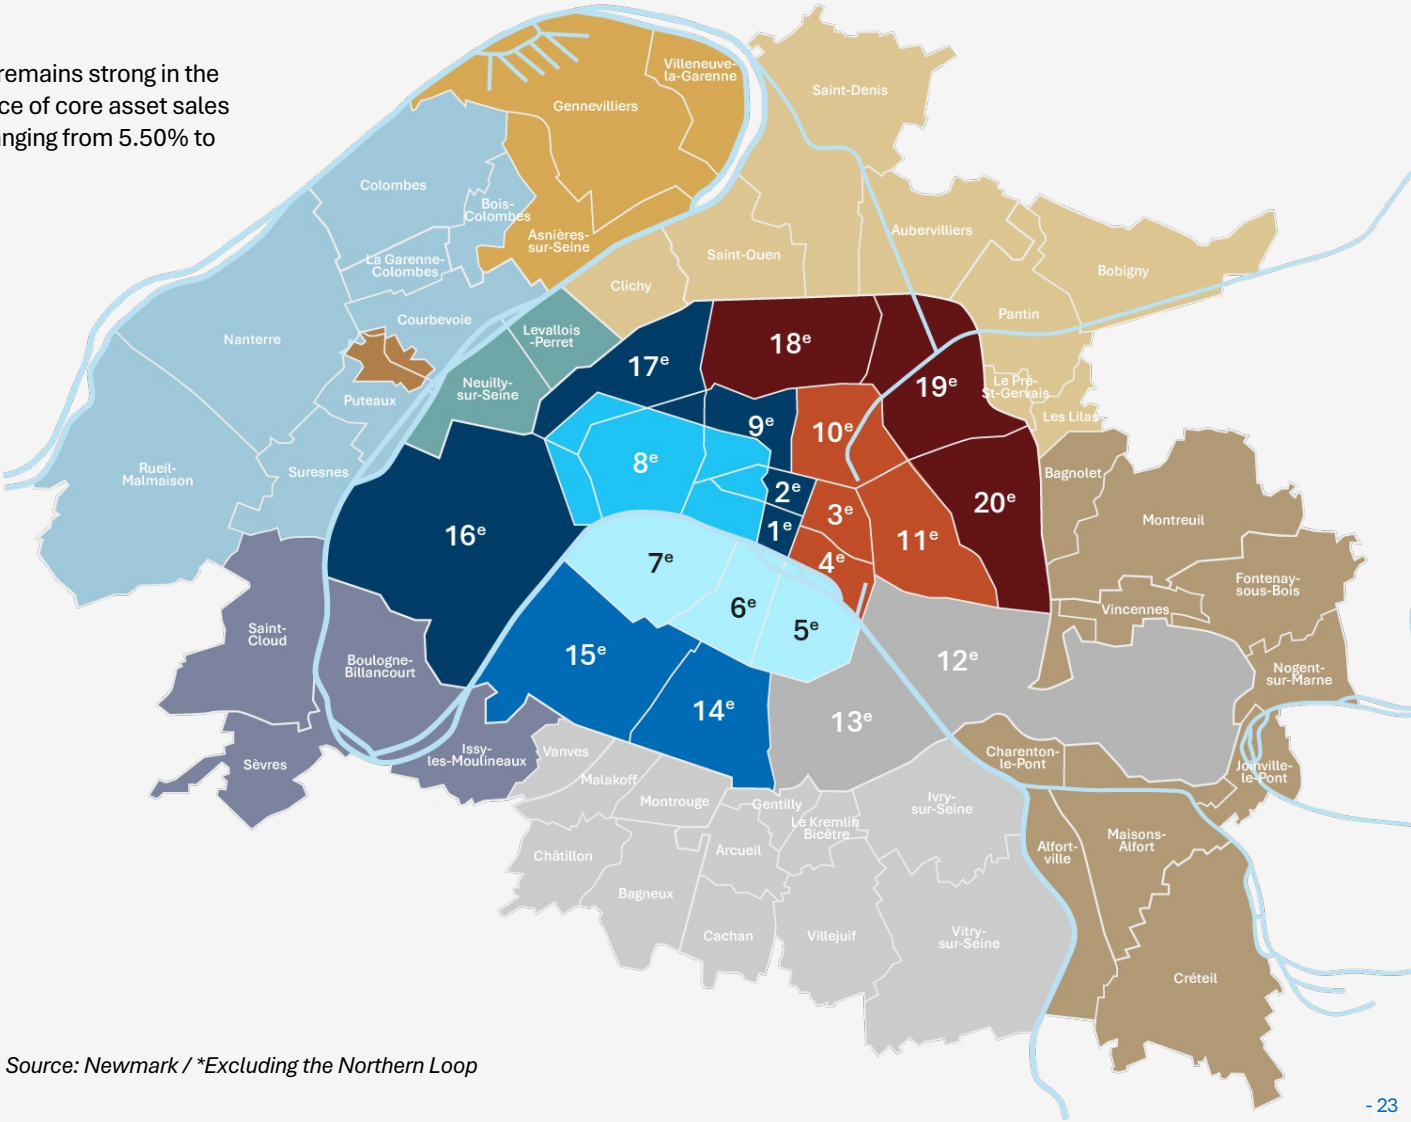 remains strong in the
ce of core asset sales
anging from 5.50% to
Villeneuve-
la-Garenne
Gennevilliers
Saint-Denis
Colombes
Bois-
Colombes
Asnières-
sur-Seine
Aubervilliers
La Garenne-
Colombes
Saint-Ouen
Bobigny
Clichy
Pantin
Courbevoie
Levallois
-Perret
Nanterre
17e
18e
19e
Neuilly-
sur-Seine
Le Pré-
St-Gervais
Puteaux
Les Lilas
9e
10e
Rueil-
Malmaison
Suresnes
8e
Bagnolet
2e
20e
3e
Montreuil
16e
1e
11e
7e
4e
Fontenay-
sous-Bois
6e
Vincennes
5e
Saint-
Cloud
Boulogne-
Billancourt
15e
12e
Nogent-
sur-Marne
14e
13e
Sèvres
Issy-
les-Moulineaux
Vanves
Charenton-
le-Pont
Joinville-
le-Pont
Malakoff
Montrouge
Gentilly
Ivry-
sur-Seine
Le Kremlin
Bicêtre
Châtillon
Arcueil
Alfort-
ville
Maisons-
Alfort
Bagneux
Cachan
Villejuif
Vitry-
sur-Seine
Créteil
Source: Newmark / *Excluding the Northern Loop
- 23